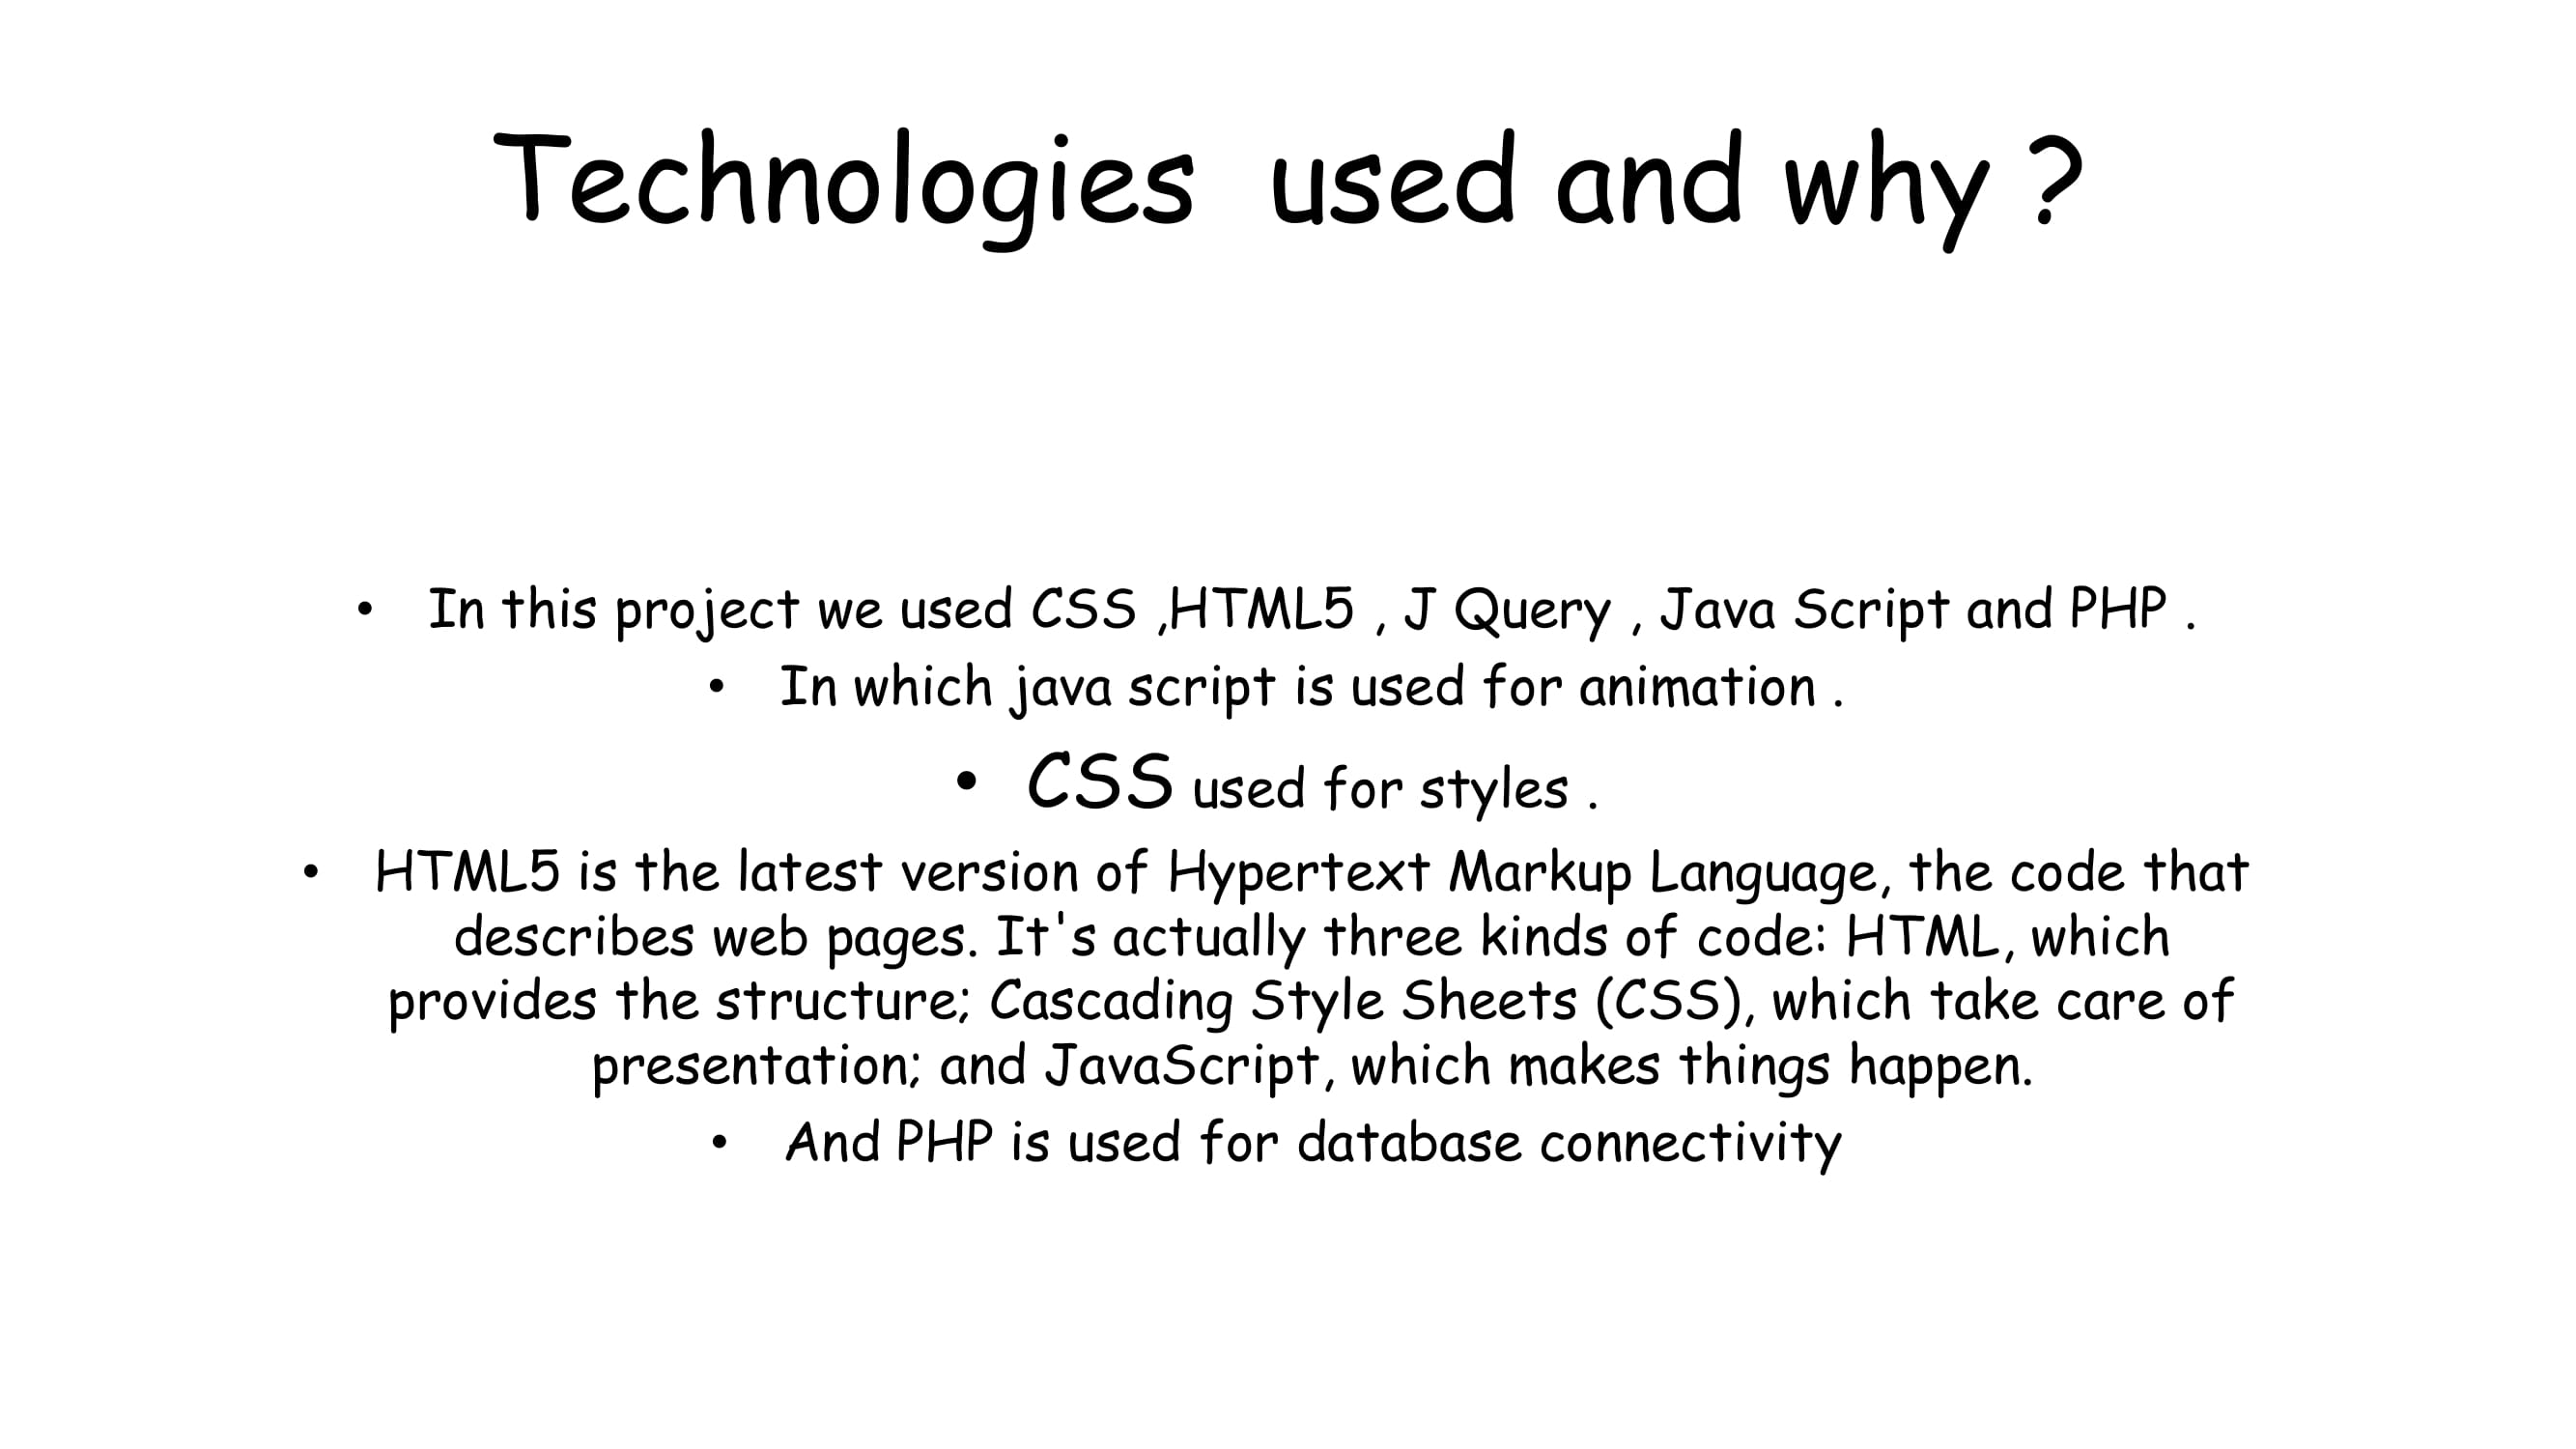 Technologies  used and why ?
• In this project we used CSS ,HTML5 , J Query , Java Script and PHP .
• In which java script is used for animation .
• CSS used for styles .
• HTML5 is the latest version of Hypertext Markup Language, the code that
describes web pages. It's actually three kinds of code: HTML, which
provides the structure; Cascading Style Sheets (CSS), which take care of
presentation; and JavaScript, which makes things happen.
• And PHP is used for database connectivity